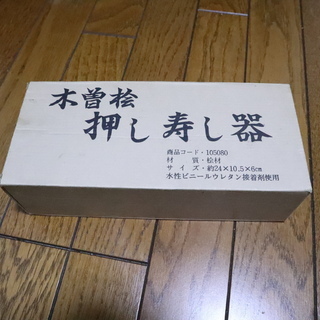 木曽桧
押し寿し器
商品コード・105080
材　質・桧材
サ　イ　ズ・約24×10.5×6㎝
水性ビニールウレタン接着剤使用